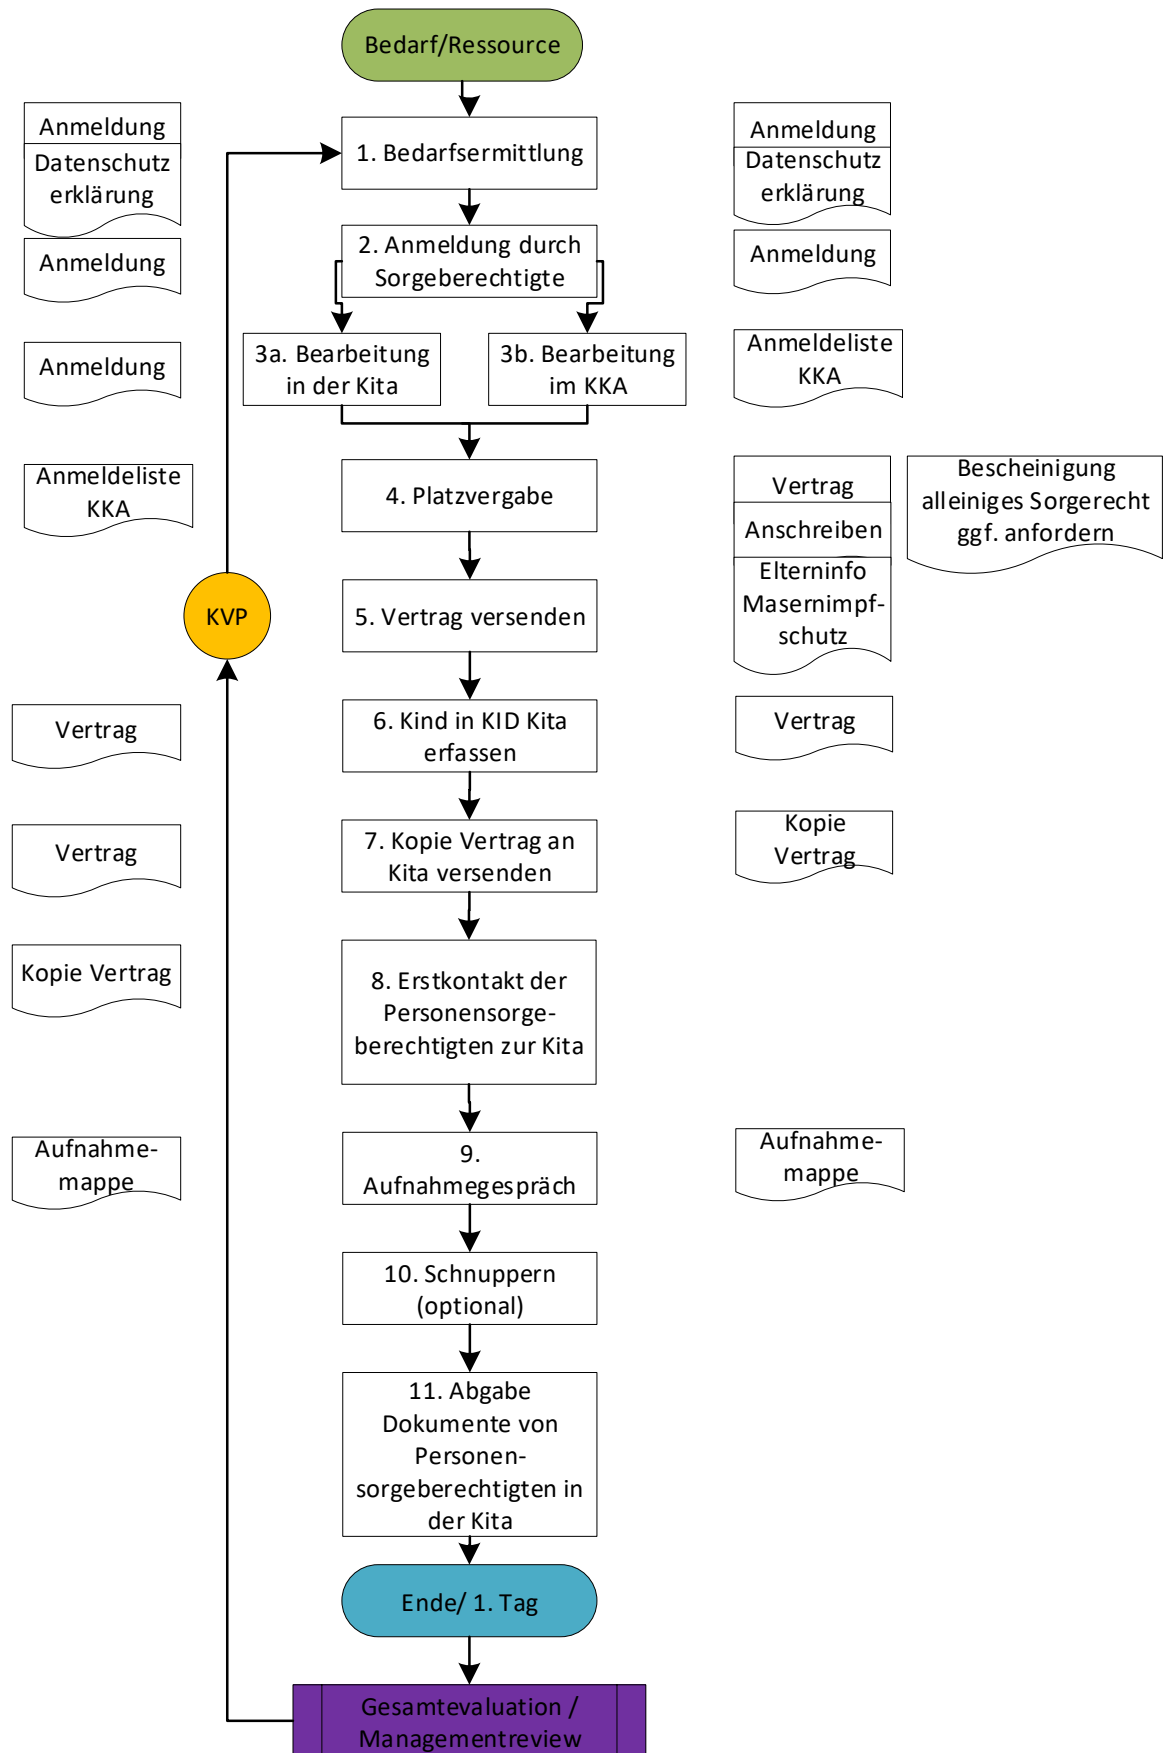 Bedarf/Ressource
Anmeldung
Datenschutz
erklärung
1. Bedarfsermittlung
Anmeldung
Datenschutz
erklärung
Anmeldung
2. Anmeldung durch
Sorgeberechtigte
Anmeldung
Anmeldung
3a. Bearbeitung
in der Kita
3b. Bearbeitung
im KKA
Anmeldeliste
KKA
Anmeldeliste
KKA
4. Platzvergabe
Vertrag
Anschreiben
Elterninfo
Masernimpf-
schutz
Bescheinigung
alleiniges Sorgerecht
ggf. anfordern
KVP
5. Vertrag versenden
Vertrag
6. Kind in KID Kita
erfassen
Vertrag
Vertrag
7. Kopie Vertrag an
Kita versenden
Kopie
Vertrag
Kopie Vertrag
8. Erstkontakt der
Personensorge-
berechtigten zur Kita
Aufnahme-
mappe
9.
Aufnahmegespräch
Aufnahme-
mappe
10. Schnuppern
(optional)
11. Abgabe
Dokumente von
Personen-
sorgeberechtigten in
der Kita
Ende/ 1. Tag
Gesamtevaluation /
Managementreview